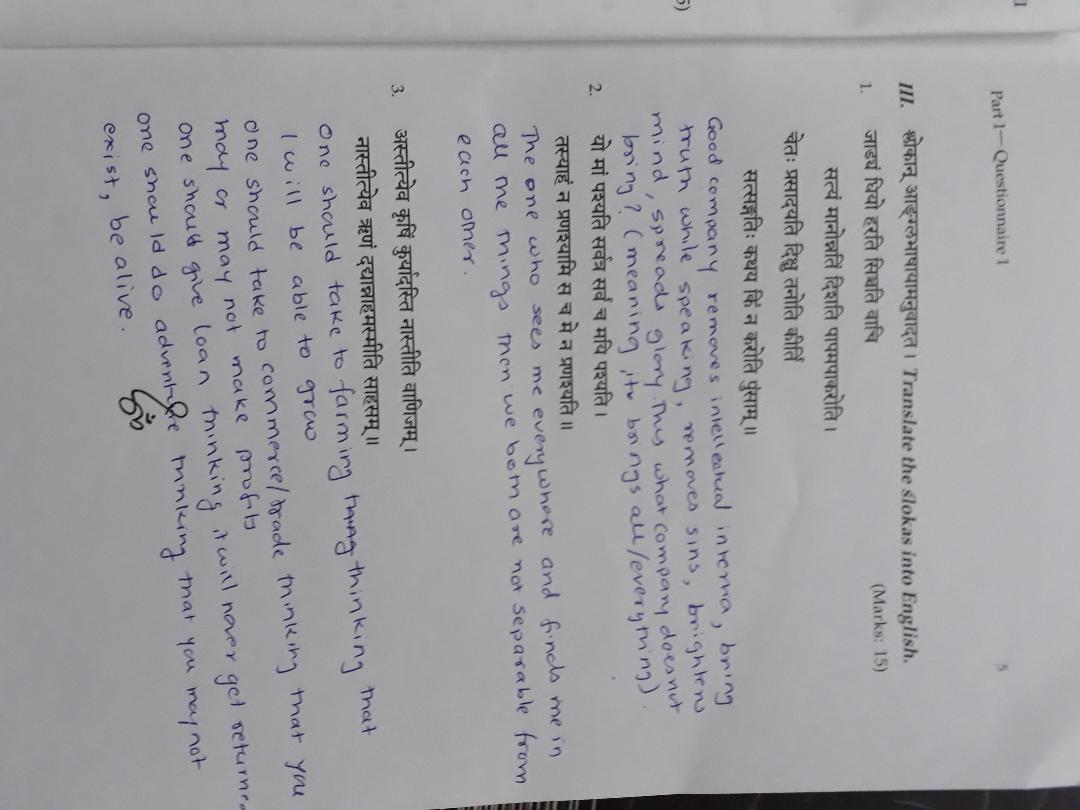 Part 1—Questionnaire 1
5
III. श्लोकान् आङ्ग्लभाषायामनुवादत। Translate the ślokas into English.
(Marks: 15)
1. जाड्यं धियो हरति सिञ्चति वाचि
सत्यं मानोन्नतिं दिशति पापमपाकरोति।
चेतः प्रसादयति दिक्षु तनोति कीर्तिं
सत्सङ्गतिः कथय किं न करोति पुंसाम्॥
Good company removes intellectual interna, bring
truth while speaking, removes sins, brightens
mind, spreads glory. Thus what company doesnot
bring? (meaning, it brings all/everything).
2. यो मां पश्यति सर्वत्र सर्वं च मयि पश्यति।
तस्याहं न प्रणश्यामि स च मे न प्रणश्यति॥
The one who sees me everywhere and finds me in
all the things then we both are not separable from
each other.
3. अस्तीत्येव कृषिं कुर्यादस्ति नास्तीति वाणिजम्।
नास्तीत्येव ऋणं दद्यान्नाहमस्मीति साहसम्॥
One should take to farming thinking that
I will be able to grow
One should take to commerce/trade thinking that you
may or may not make profits
One should give loan thinking it will never get returned
One should do adventure thinking that you may not
exist, be alive.
ॐ
5)
I